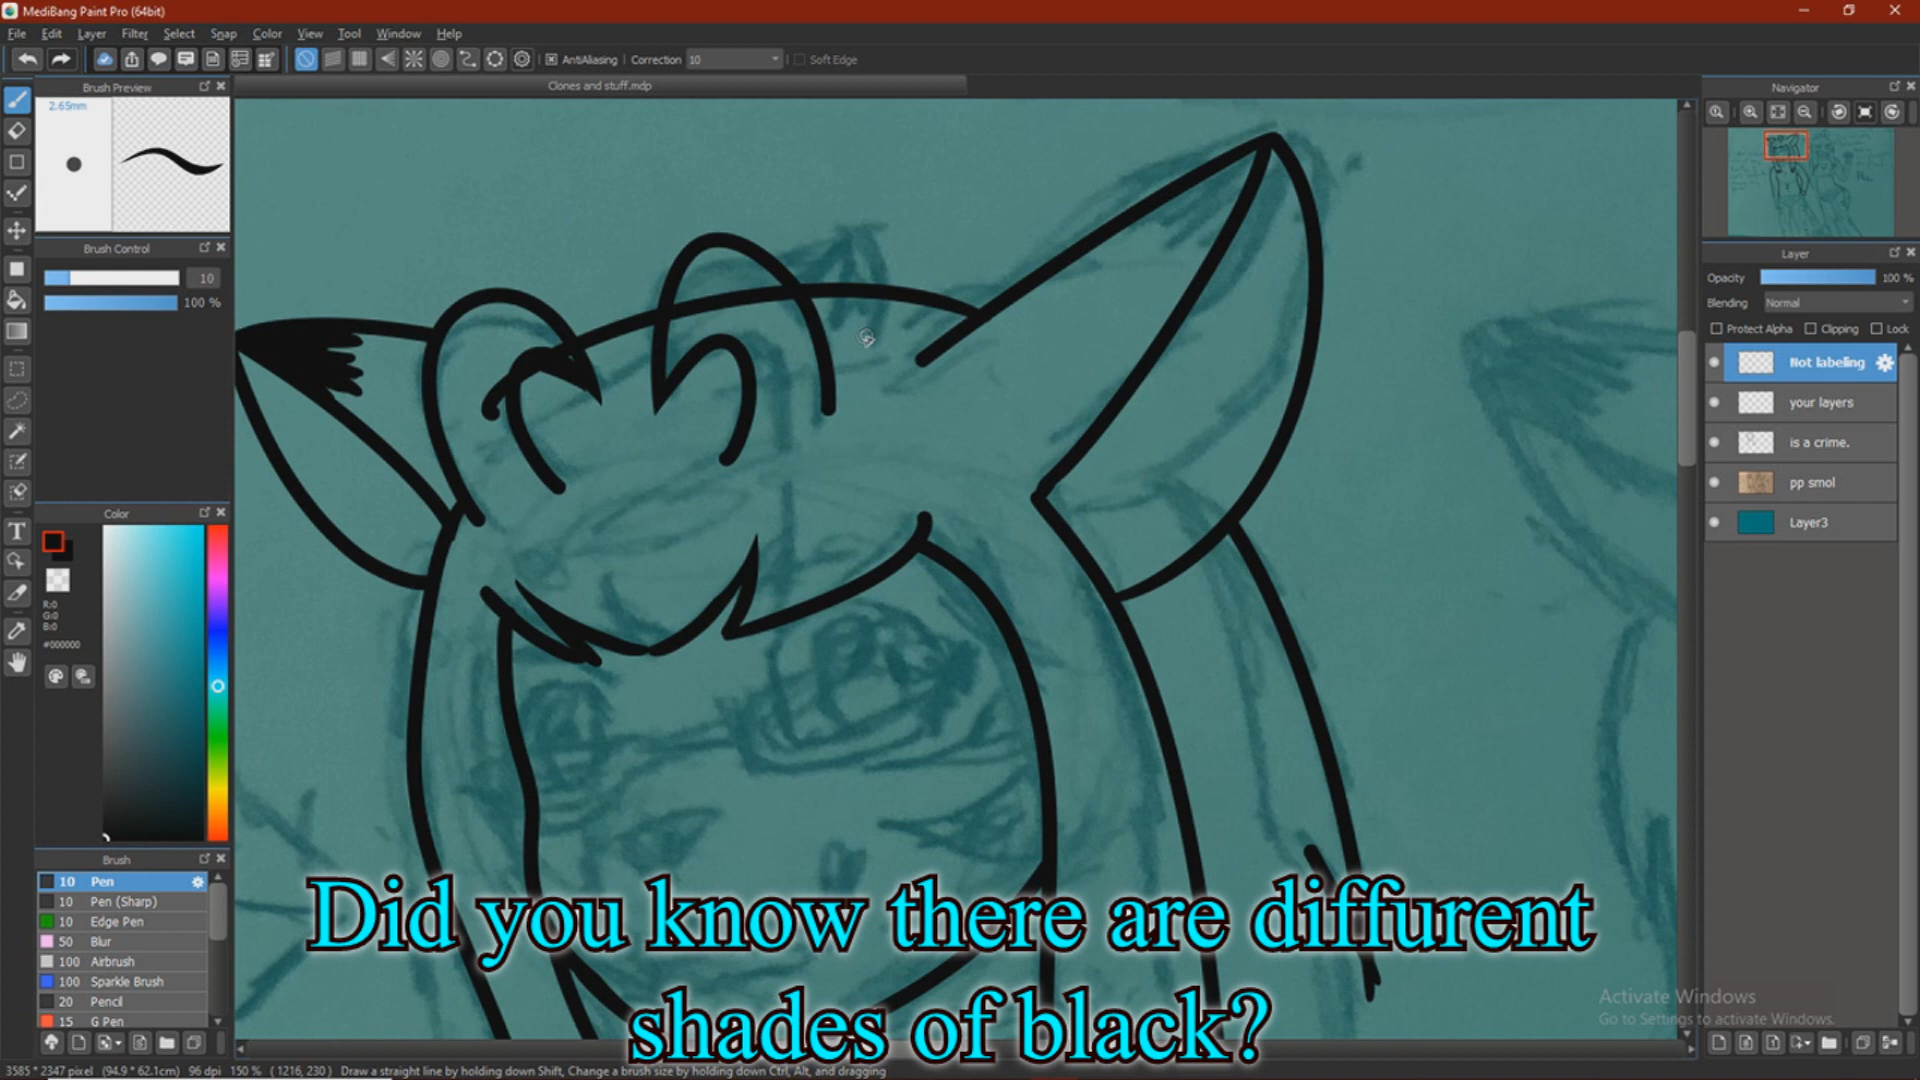 MediBang Paint Pro (64bit)
File Edit Layer Filter Select Snap Color View Tool Window Help
AntiAliasing Correction 10 Soft Edge
Brush Preview
Clones and stuff.mdp
Navigator
2.65mm
Brush Control
10
100 %
Layer
Opacity 100 %
Blending Normal
Protect Alpha Clipping Lock
Not labeling
your layers
is a crime.
pp smol
Layer3
Color
R:0
G:0
B:0
#000000
Brush
10 Pen
10 Pen (Sharp)
10 Edge Pen
50 Blur
100 Airbrush
100 Sparkle Brush
20 Pencil
15 G Pen
Did you know there are diffurent
shades of black?
Activate Windows
Go to Settings to activate Windows.
3585 * 2347 pixel (94.9 * 62.1cm) 96 dpi 150 % ( 1216, 230 ) Draw a straight line by holding down Shift, Change a brush size by holding down Ctrl, Alt, and dragging